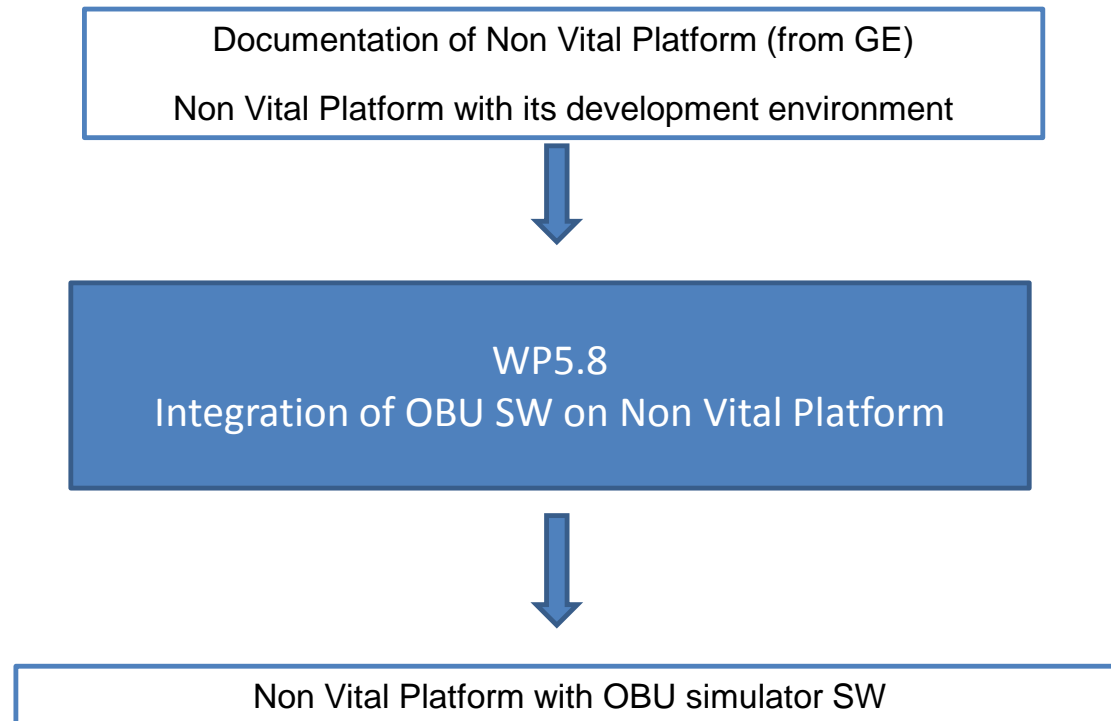 Documentation of Non Vital Platform (from GE)
Non Vital Platform with its development environment
WP5.8
Integration of OBU SW on Non Vital Platform
Non Vital Platform with OBU simulator SW